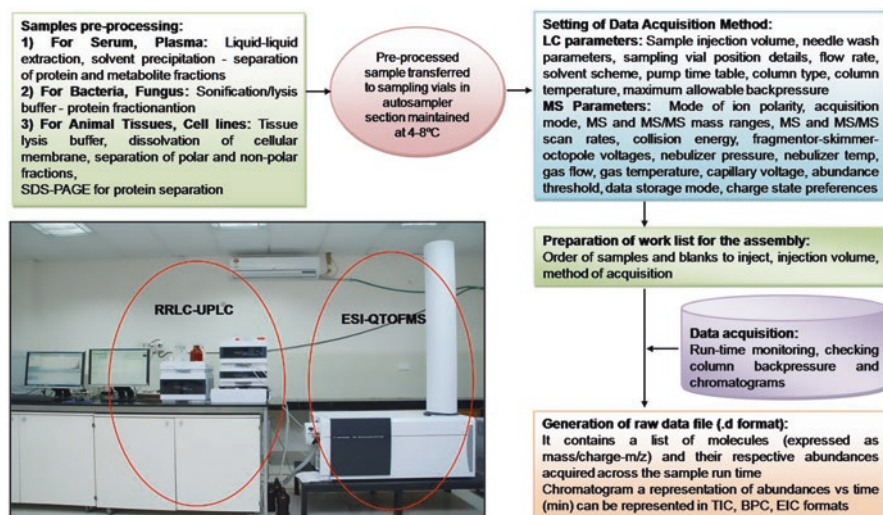 Samples pre-processing:
1) For Serum, Plasma: Liquid-liquid
extraction, solvent precipitation - separation
of protein and metabolite fractions
2) For Bacteria, Fungus: Sonification/lysis
buffer - protein fractionantion
3) For Animal Tissues, Cell lines: Tissue
lysis buffer, dissolvation of cellular
membrane, separation of polar and non-polar
fractions,
SDS-PAGE for protein separation
Pre-processed
sample transferred
to sampling vials in
autosampler
section maintained
at 4-8ºC
Setting of Data Acquisition Method:
LC parameters: Sample injection volume, needle wash
parameters, sampling vial position details, flow rate,
solvent scheme, pump time table, column type, column
temperature, maximum allowable backpressure
MS Parameters: Mode of ion polarity, acquisition
mode, MS and MS/MS mass ranges, MS and MS/MS
scan rates, collision energy, fragmentor-skimmer-
octopole voltages, nebulizer pressure, nebulizer temp,
gas flow, gas temperature, capillary voltage, abundance
threshold, data storage mode, charge state preferences
Preparation of work list for the assembly:
Order of samples and blanks to inject, injection volume,
method of acquisition
Data acquisition:
Run-time monitoring, checking
column backpressure and
chromatograms
Generation of raw data file (.d format):
It contains a list of molecules (expressed as
mass/charge-m/z) and their respective abundances
acquired across the sample run time
Chromatogram a representation of abundances vs time
(min) can be represented in TIC, BPC, EIC formats
RRLC-UPLC
ESI-QTOFMS